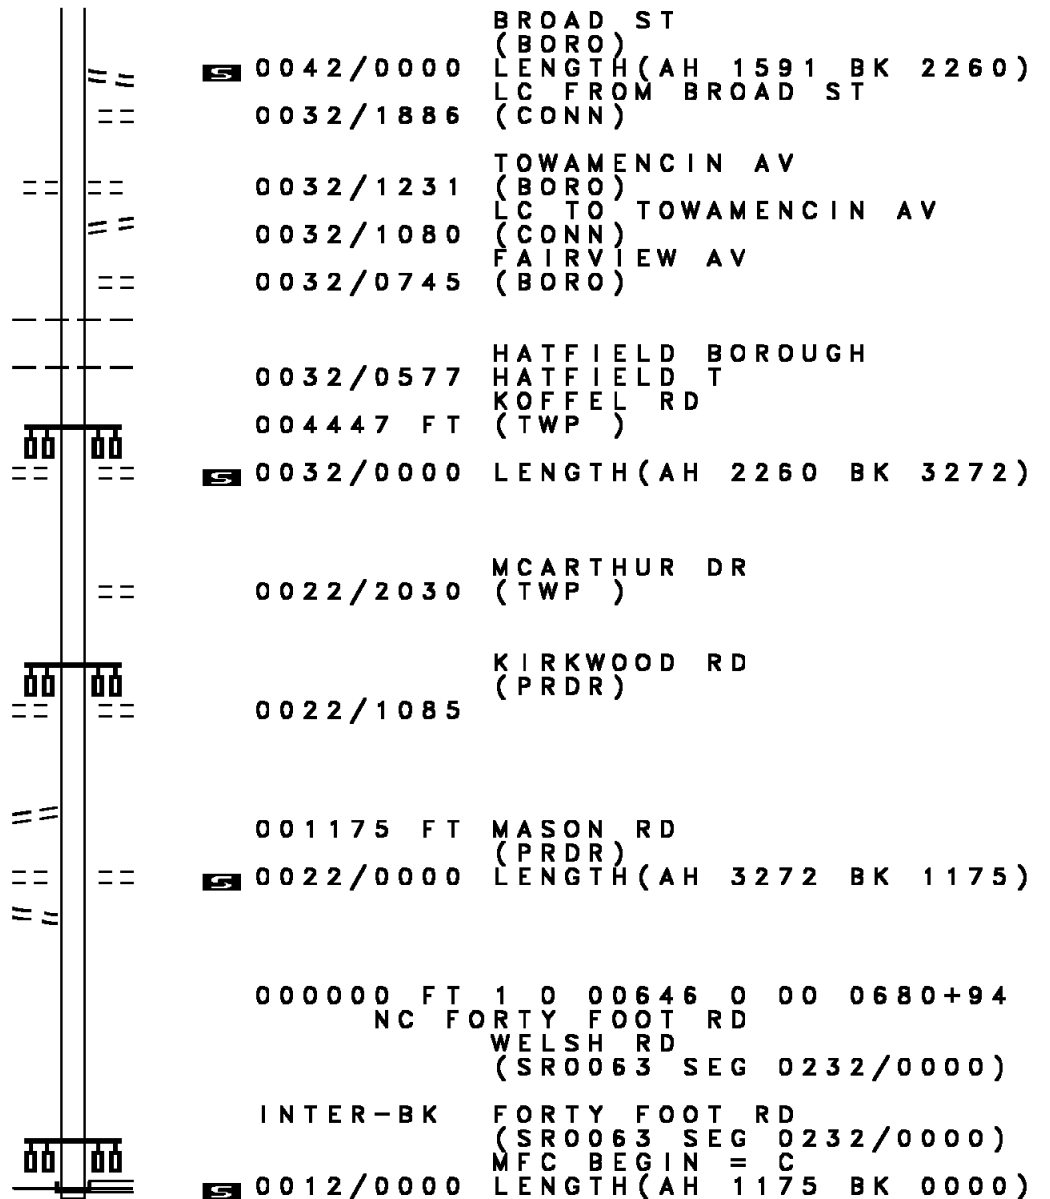 BROAD ST
(BORO)
S 0042/0000 LENGTH(AH 1591 BK 2260)
LC FROM BROAD ST
0032/1886 (CONN)
TOWAMENCIN AV
0032/1231 (BORO)
LC TO TOWAMENCIN AV
0032/1080 (CONN)
FAIRVIEW AV
0032/0745 (BORO)
HATFIELD BOROUGH
0032/0577 HATFIELD T
KOFFEL RD
004447 FT (TWP )
S 0032/0000 LENGTH(AH 2260 BK 3272)
MCARTHUR DR
0022/2030 (TWP )
KIRKWOOD RD
(PRDR)
0022/1085
001175 FT MASON RD
(PRDR)
S 0022/0000 LENGTH(AH 3272 BK 1175)
000000 FT 1 0 00646 0 00 0680+94
NC FORTY FOOT RD
WELSH RD
(SR0063 SEG 0232/0000)
INTER-BK FORTY FOOT RD
(SR0063 SEG 0232/0000)
MFC BEGIN = C
S 0012/0000 LENGTH(AH 1175 BK 0000)